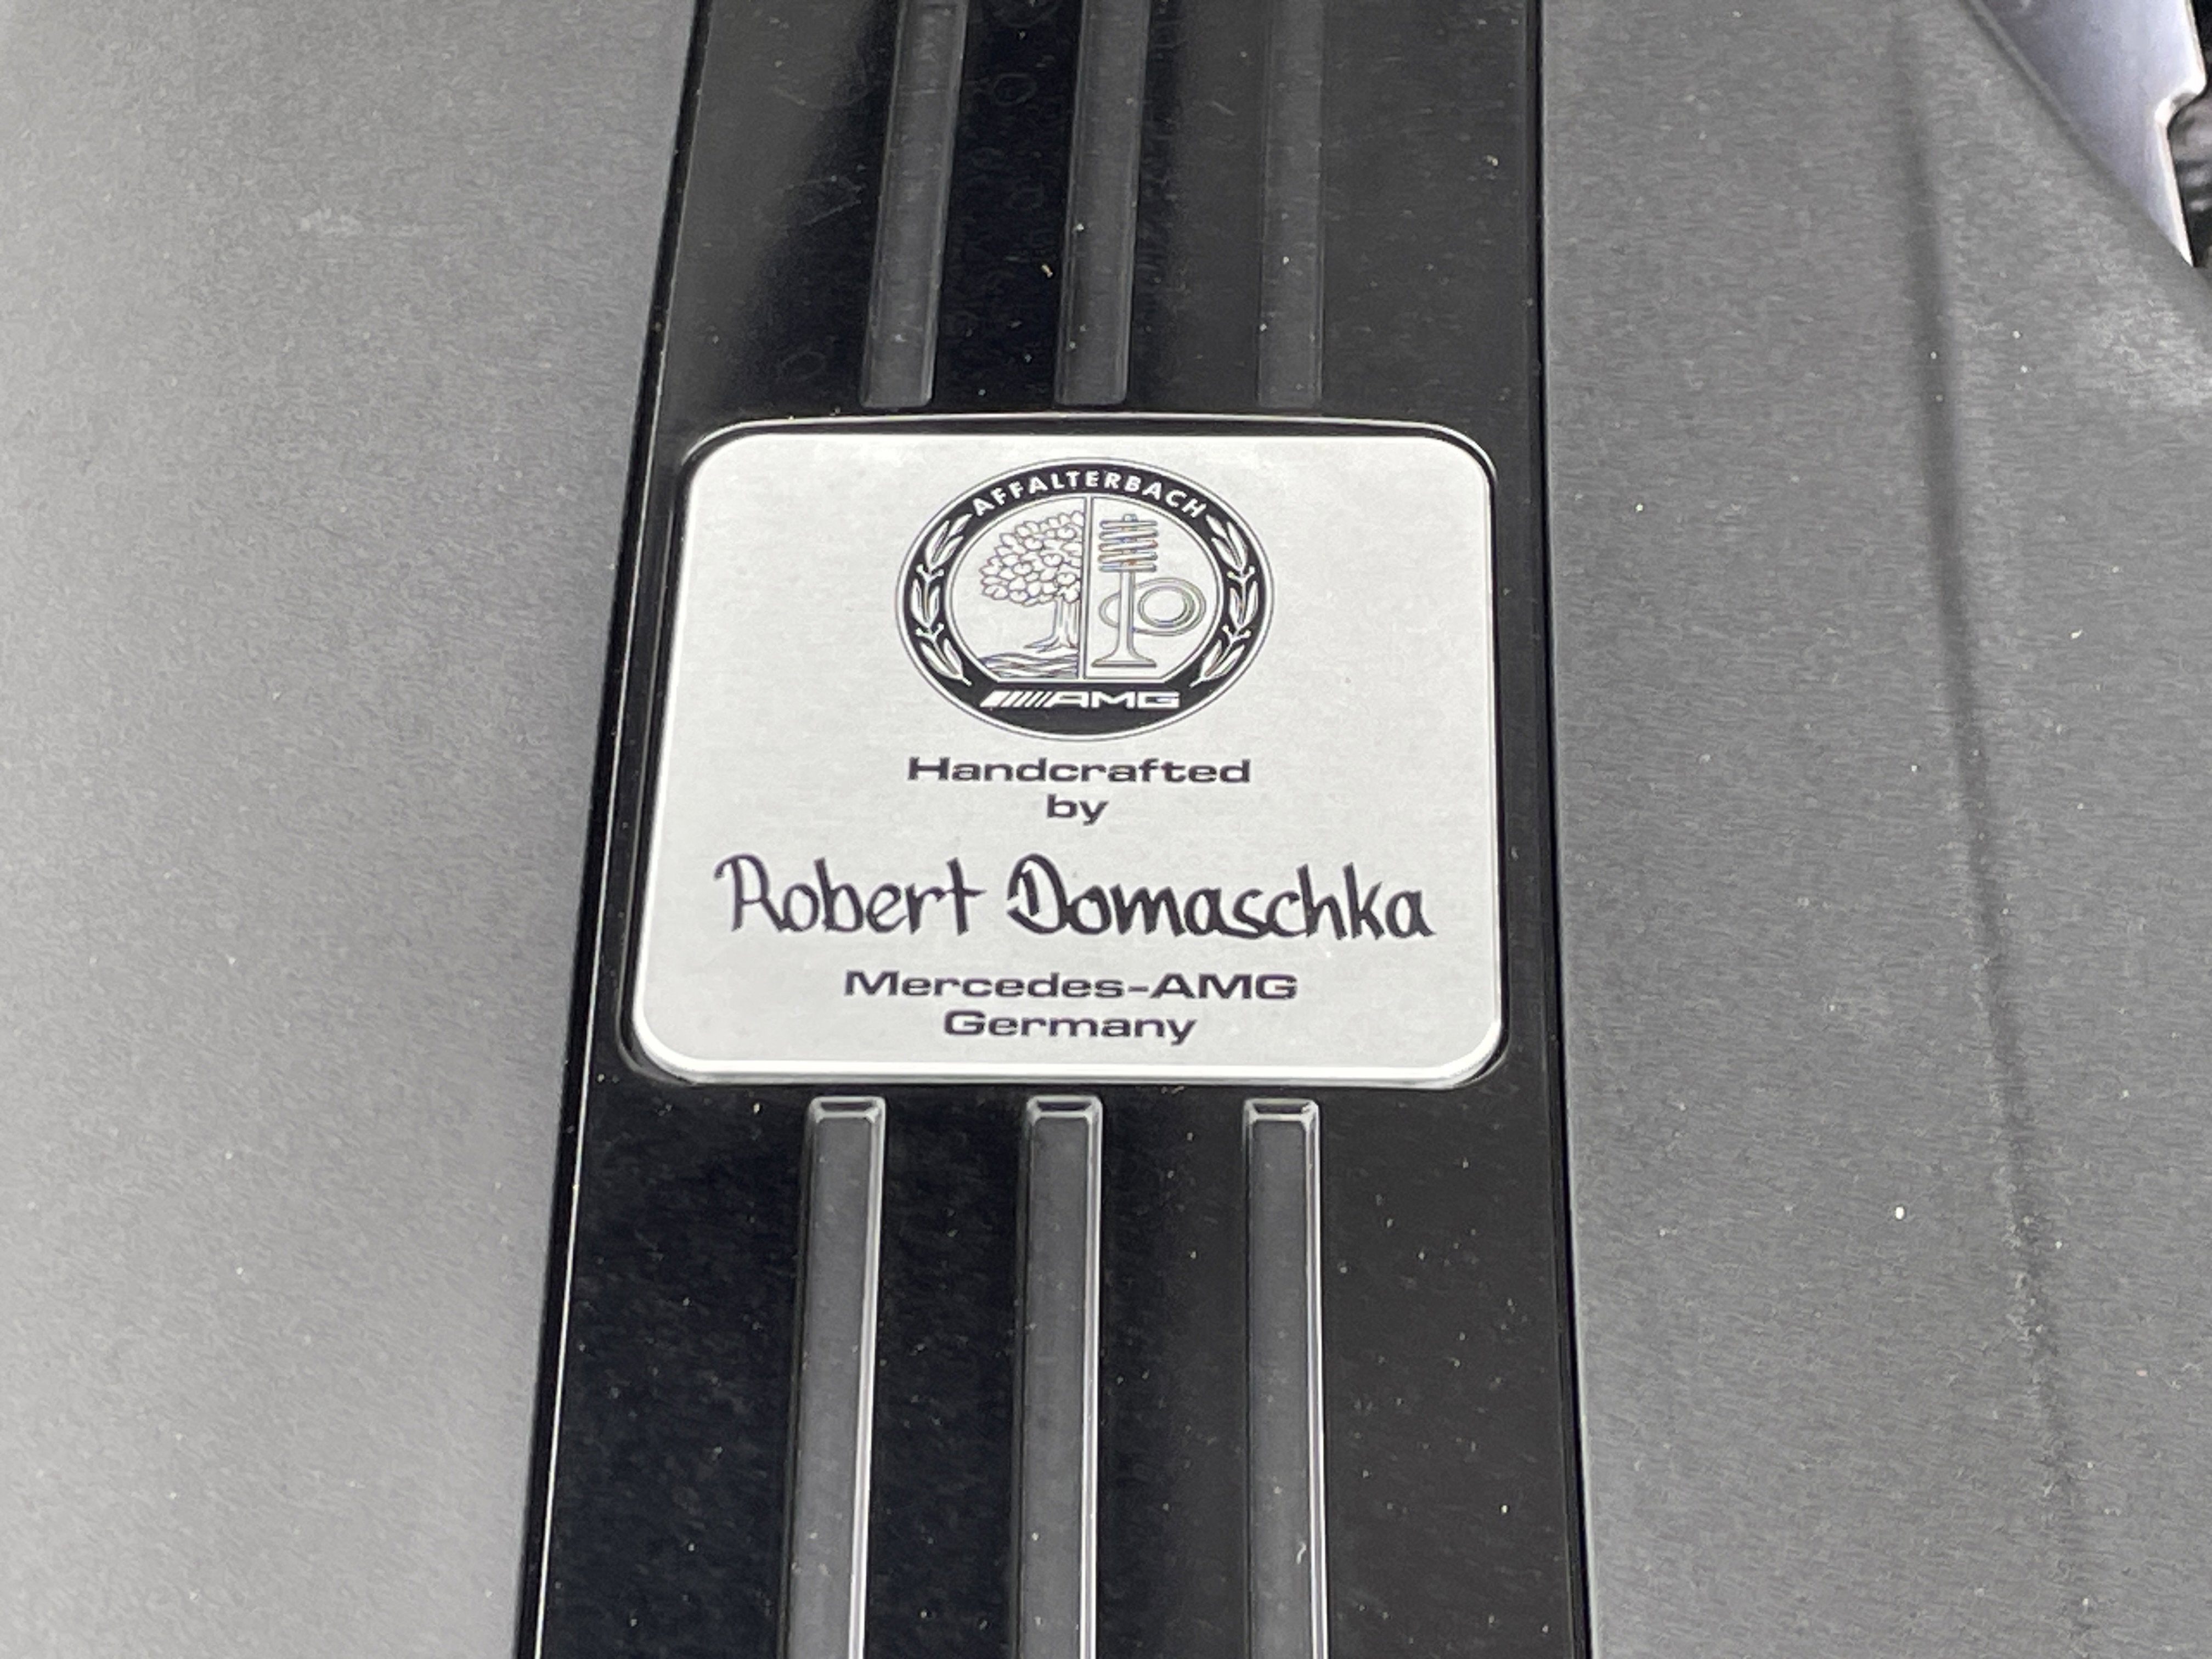 AFFALTERBACH
AMG
Handcrafted
by
Robert Domaschka
Mercedes-AMG
Germany